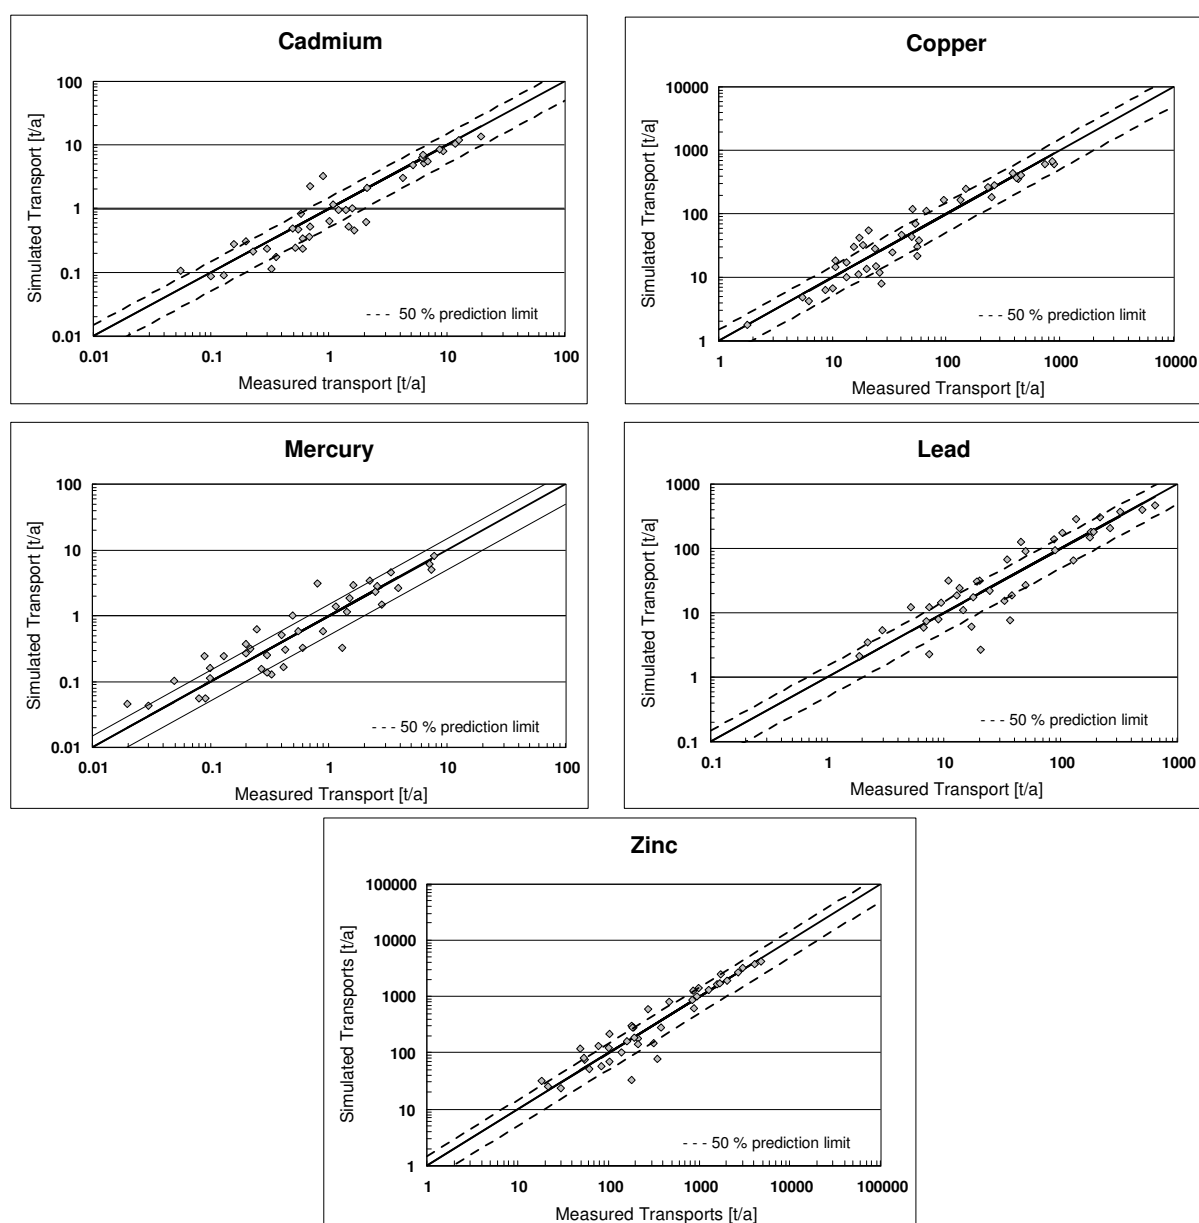 Cadmium
Simulated Transport [t/a]
100
10
1
0.1
0.01
0.01 0.1 1 10 100
Measured transport [t/a]
--- 50 % prediction limit
Copper
Simulated Transport [t/a]
10000
1000
100
10
1
1 10 100 1000 10000
Measured Transport [t/a]
--- 50 % prediction limit
Mercury
Simulated Transport [t/a]
100
10
1
0.1
0.01
0.01 0.1 1 10 100
Measured Transport [t/a]
--- 50 % prediction limit
Lead
Simulated Transport [t/a]
1000
100
10
1
0.1
0.1 1 10 100 1000
Measured Transport [t/a]
--- 50 % prediction limit
Zinc
Simulated Transports [t/a]
100000
10000
1000
100
10
1
1 10 100 1000 10000 100000
Measured Transports [t/a]
--- 50 % prediction limit